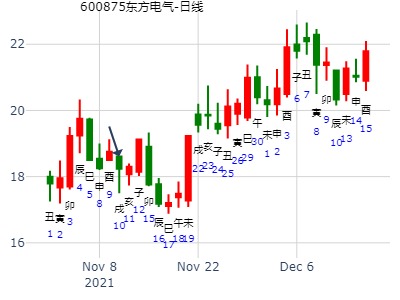 600875东方电气-日线
22
20
18
16
丑 寅 卯 辰 巳 申 酉 戌 亥 子 卯 辰 巳 午 未 戌 亥 子 丑 寅 巳 午 未 申 酉 子 丑 寅 卯 辰 未 申 酉
1 2 3 4 5 8 9 10 11 12 15 16 17 18 19 22 23 24 25 26 29 30 1 2 3 6 7 8 9 10 13 14 15
Nov 8 Nov 22 Dec 6
2021